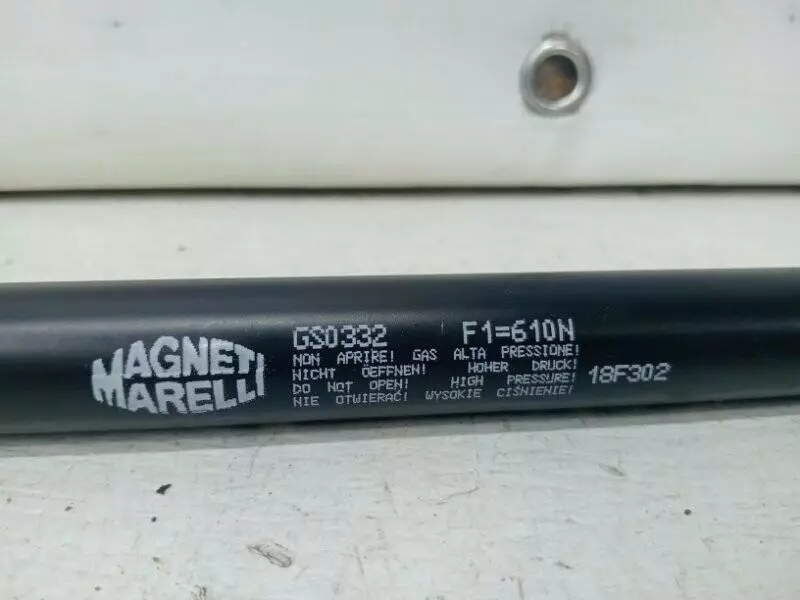 MAGNETI
MARELLI
GS0332 F1=610N
NON APRIRE! GAS ALTA PRESSIONE!
NICHT ÖEFFNEN! HOHER DRUCK!
DO NOT OPEN! HIGH PRESSURE!
NIE OTWIERAĆ! WYSOKIE CIŚNIENIE!
18F302